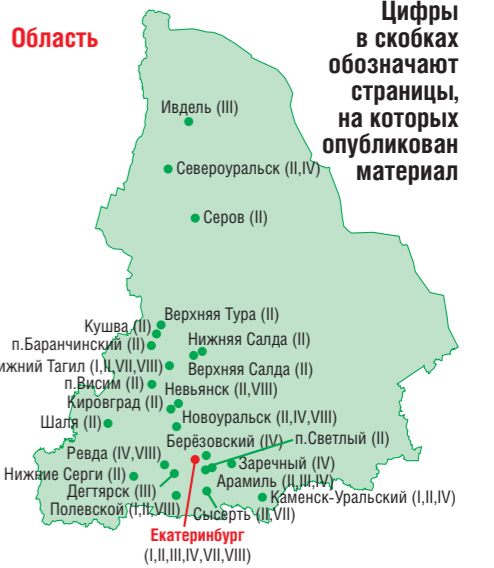 Область
Цифры
в скобках
обозначают
страницы,
на которых
опубликован
материал
Ивдель (III)
Североуральск (II,IV)
Серов (II)
Верхняя Тура (II)
Кушва (II)
п.Баранчинский (II)
Нижняя Салда (II)
ижний Тагил (I,II,VII,VIII)
Верхняя Салда (II)
п.Висим (II)
Невьянск (II,VIII)
Кировград (II)
Новоуральск (II,IV,VIII)
Шаля (II)
Берёзовский (IV)
п.Светлый (II)
Ревда (IV,VIII)
Заречный (IV)
Нижние Серги (II)
Арамиль (II,III,IV)
Дегтярск (III)
Каменск-Уральский (I,II,IV)
Полевской (I,II,VIII)
Сысерть (II,VII)
Екатеринбург
(I,II,III,IV,VII,VIII)